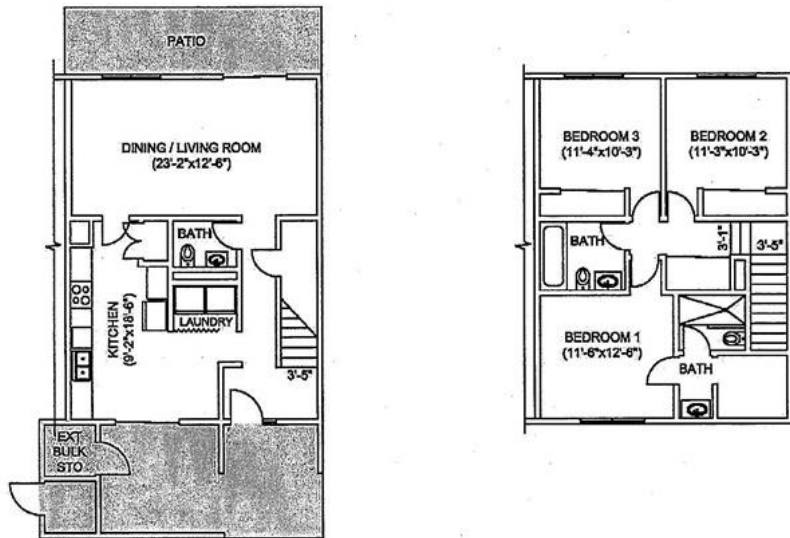 PATIO
DINING / LIVING ROOM
(23'-2"x12'-6")
BATH
LAUNDRY
KITCHEN
(9'-2"x18'-6")
3'-5"
EXT
BULK
STO
BEDROOM 3
(11'-4"x10'-3")
BEDROOM 2
(11'-3"x10'-3")
BATH
3'-1"
3'-5"
BEDROOM 1
(11'-6"x12'-6")
BATH